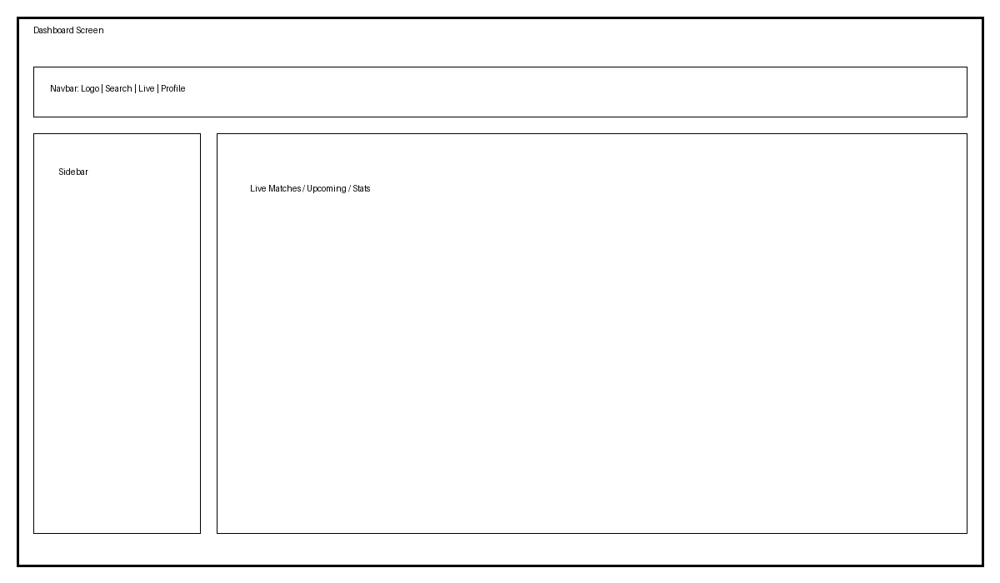 Dashboard Screen
Navbar: Logo | Search | Live | Profile
Sidebar
Live Matches / Upcoming / Stats